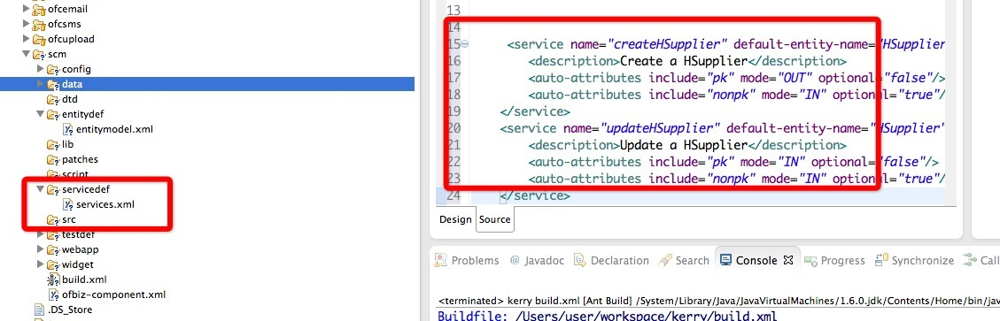 ofcemail
ofcsms
ofcupload
scm
config
data
dtd
entitydef
entitymodel.xml
lib
patches
script
servicedef
services.xml
src
testdef
webapp
widget
build.xml
ofbiz-component.xml
.DS_Store
13
14
15 <service name="createHSupplier" default-entity-name="HSupplier
16 <description>Create a HSupplier</description>
17 <auto-attributes include="pk" mode="OUT" optional="false"/>
18 <auto-attributes include="nonpk" mode="IN" optional="true"/
19 </service>
20 <service name="updateHSupplier" default-entity-name="HSupplier"
21 <description>Update a HSupplier</description>
22 <auto-attributes include="pk" mode="IN" optional="false"/>
23 <auto-attributes include="nonpk" mode="IN" optional="true"/
24 </service>
Design Source
Problems @ Javadoc Declaration Search Console Progress Synchronize Call
<terminated> kerry build.xml [Ant Build] /System/Library/Java/JavaVirtualMachines/1.6.0.jdk/Contents/Home/bin/jav
Buildfile: /Users/user/workspace/kerry/build.xml